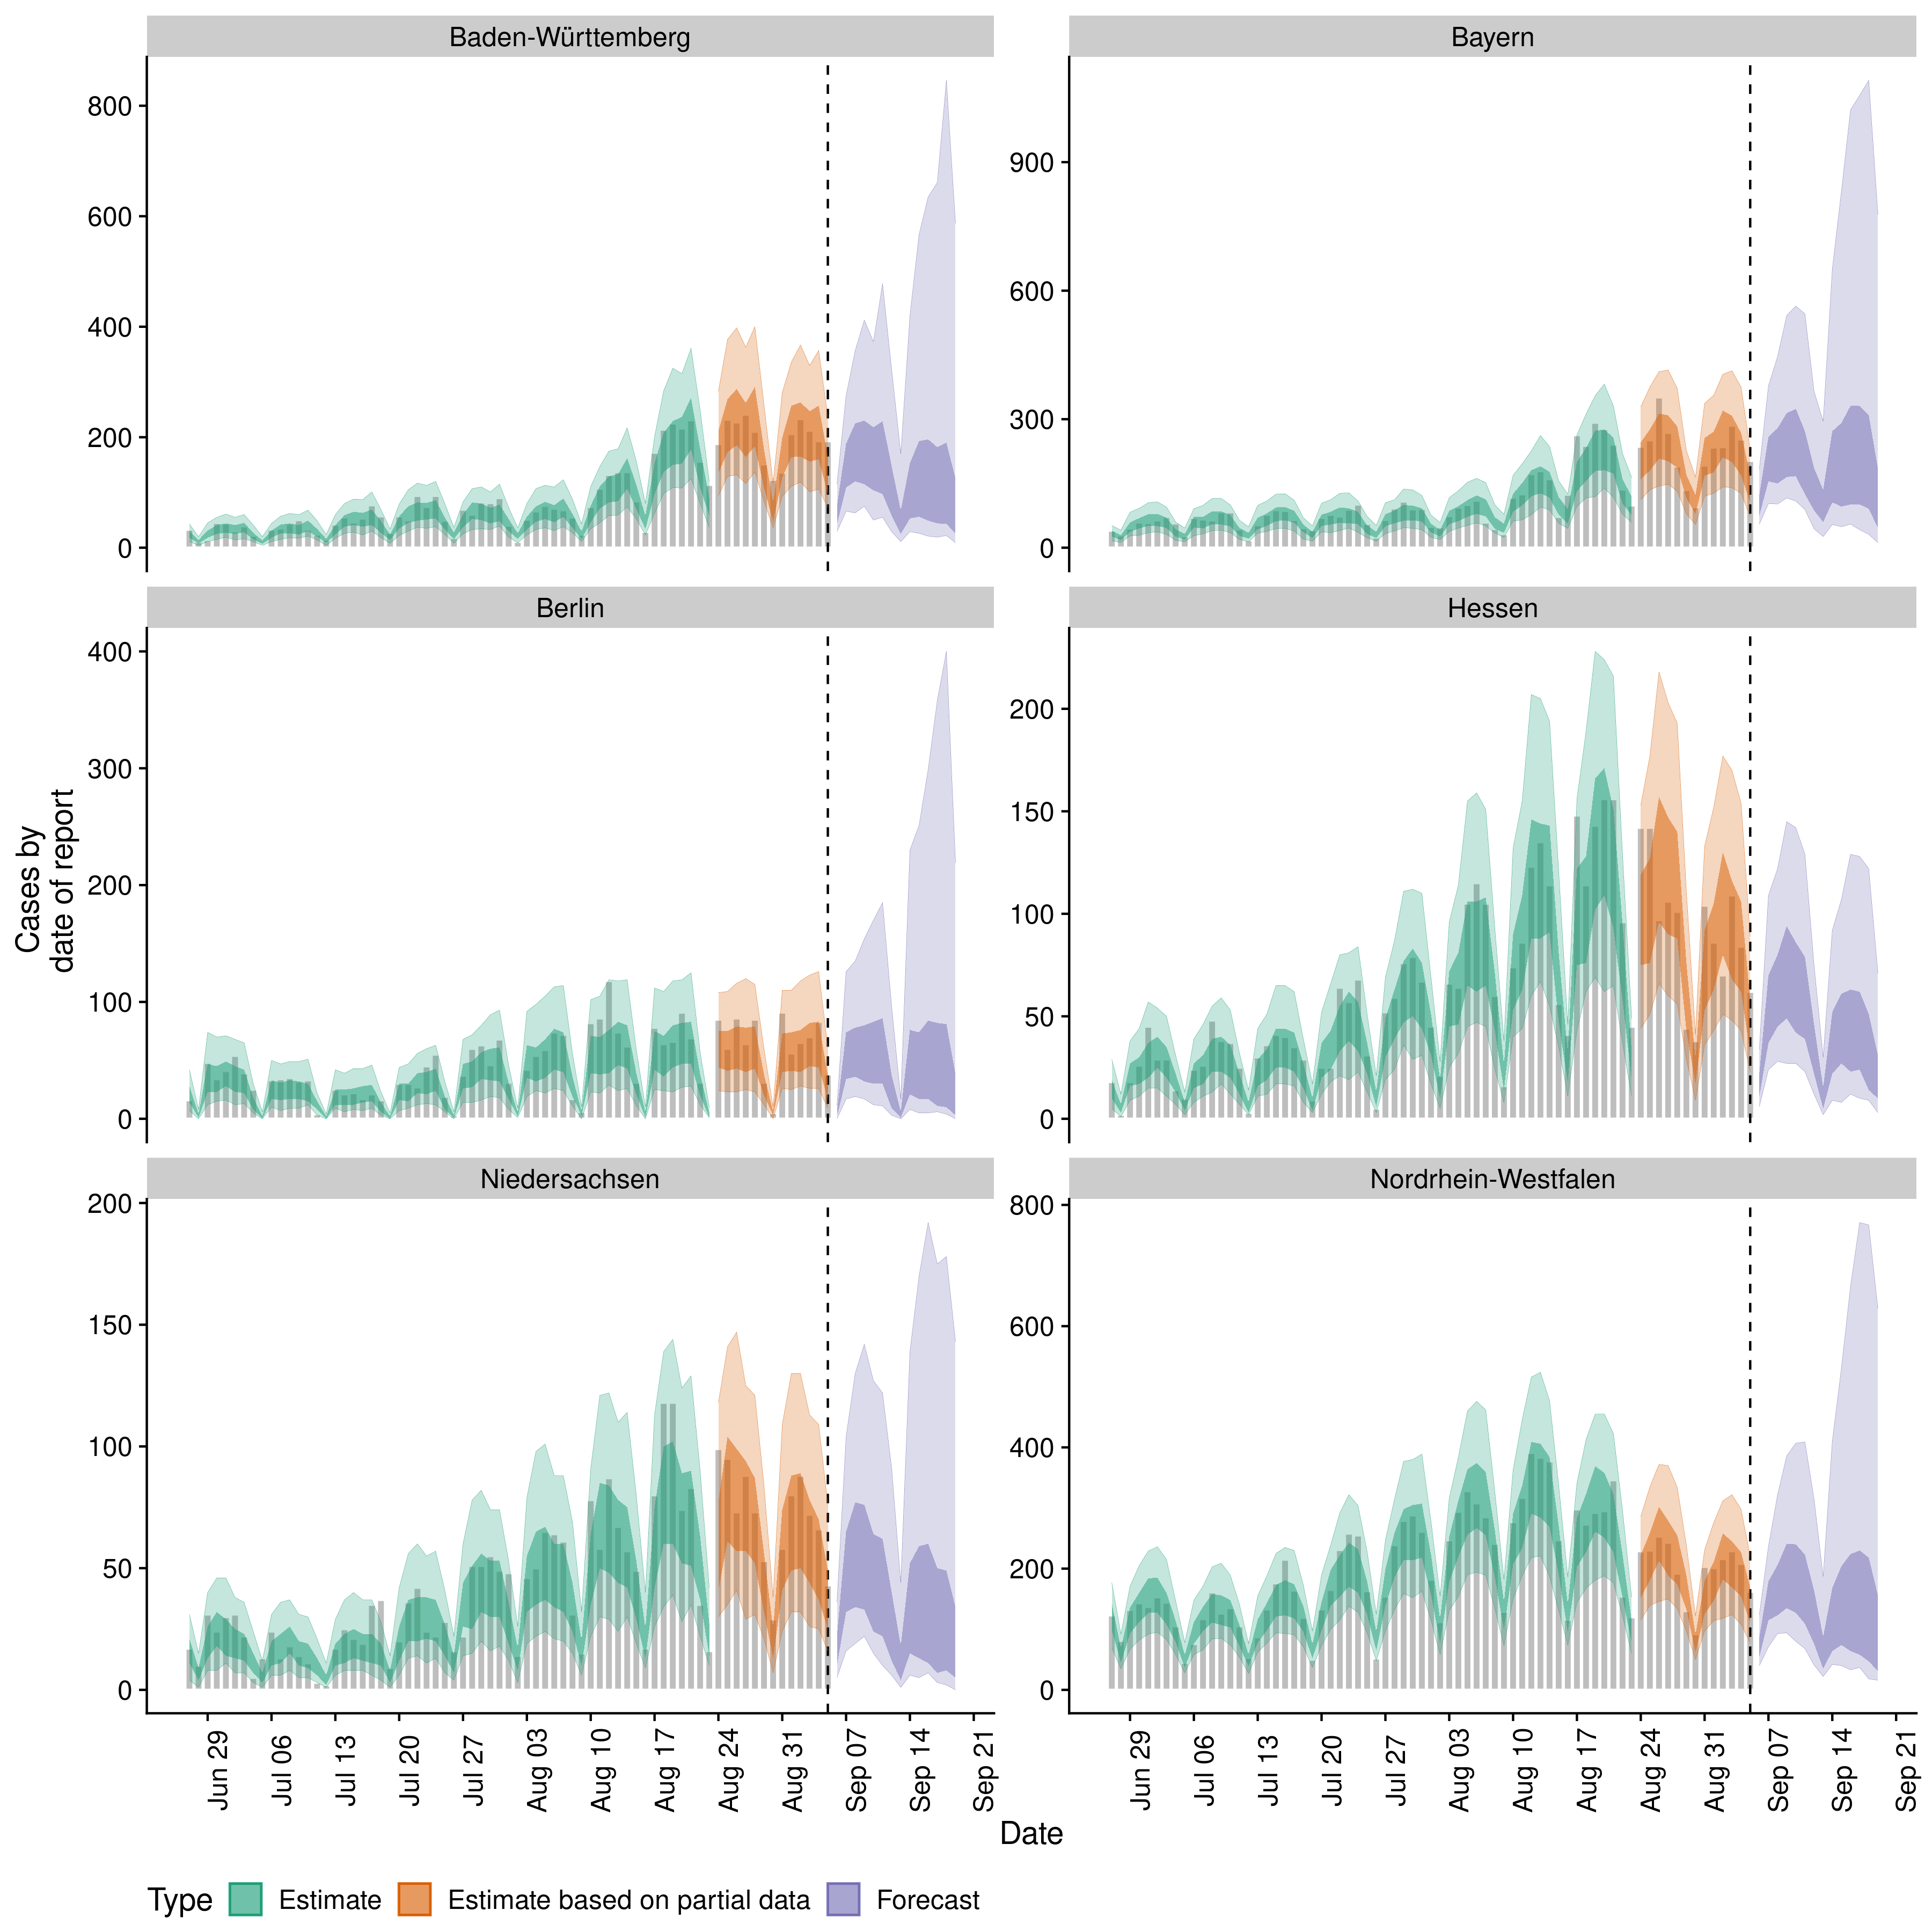 Baden-Württemberg
Bayern
800
600
400
200
0
900
600
300
0
Berlin
Hessen
400
300
200
100
0
200
150
100
50
0
Cases by
date of report
Niedersachsen
Nordrhein-Westfalen
200
150
100
50
0
800
600
400
200
0
Jun 29
Jul 06
Jul 13
Jul 20
Jul 27
Aug 03
Aug 10
Aug 17
Aug 24
Aug 31
Sep 07
Sep 14
Sep 21
Jun 29
Jul 06
Jul 13
Jul 20
Jul 27
Aug 03
Aug 10
Aug 17
Aug 24
Aug 31
Sep 07
Sep 14
Sep 21
Date
Type Estimate Estimate based on partial data Forecast